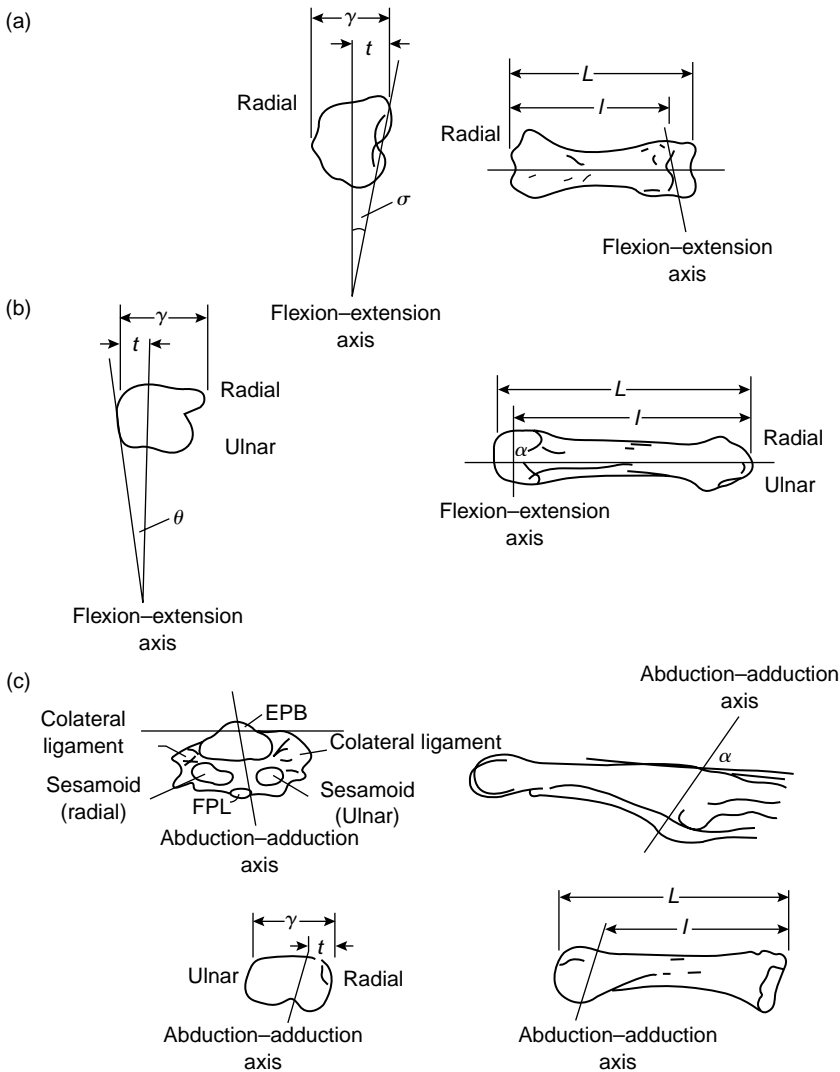 (a)
γ
t
Radial
σ
Flexion–extension
axis
L
l
Radial
Flexion–extension
axis
(b)
γ
t
Radial
Ulnar
θ
Flexion–extension
axis
L
l
α
Radial
Ulnar
Flexion–extension
axis
(c)
EPB
Colateral
ligament
Colateral ligament
Sesamoid
(radial)
FPL
Sesamoid
(Ulnar)
Abduction–adduction
axis
Abduction–adduction
axis
α
γ
t
Ulnar
Radial
Abduction–adduction
axis
L
l
Abduction–adduction
axis